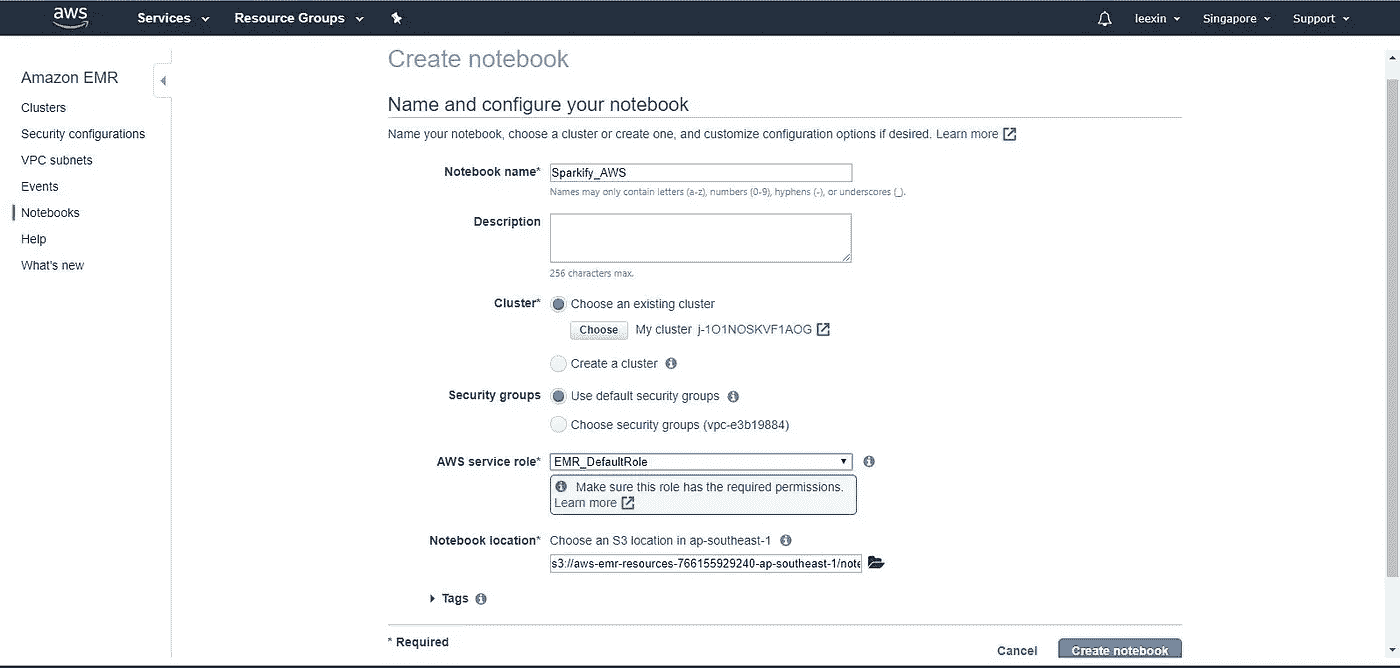 aws Services Resource Groups leexin Singapore Support
Create notebook
Amazon EMR
Clusters
Security configurations
VPC subnets
Events
Notebooks
Help
What's new
Name and configure your notebook
Name your notebook, choose a cluster or create one, and customize configuration options if desired. Learn more
Notebook name* Sparkify_AWS
Names may only contain letters (a-z), numbers (0-9), hyphens (-), or underscores (_).
Description
256 characters max.
Cluster* Choose an existing cluster
Choose My cluster j-1O1NOSKVF1AOG
Create a cluster
Security groups Use default security groups
Choose security groups (vpc-e3b19884)
AWS service role* EMR_DefaultRole
Make sure this role has the required permissions.
Learn more
Notebook location* Choose an S3 location in ap-southeast-1
s3://aws-emr-resources-766155929240-ap-southeast-1/note
Tags
* Required
Cancel Create notebook